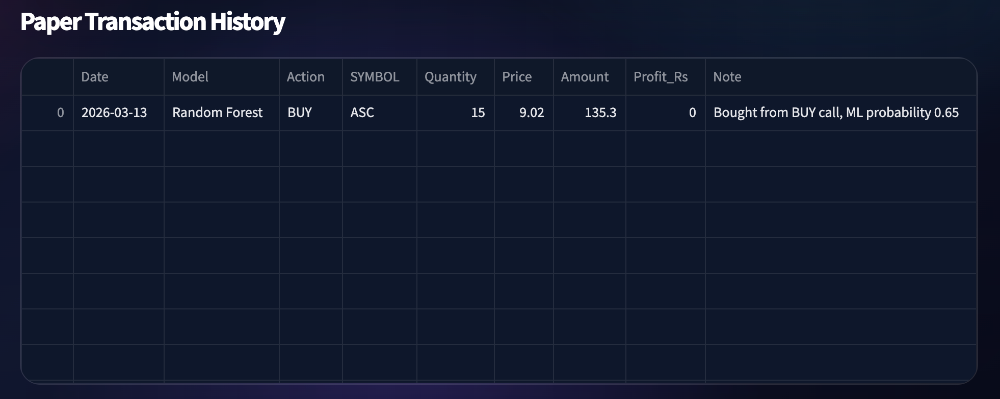 Paper Transaction History
Date Model Action SYMBOL Quantity Price Amount Profit_Rs Note
0 2026-03-13 Random Forest BUY ASC 15 9.02 135.3 0 Bought from BUY call, ML probability 0.65